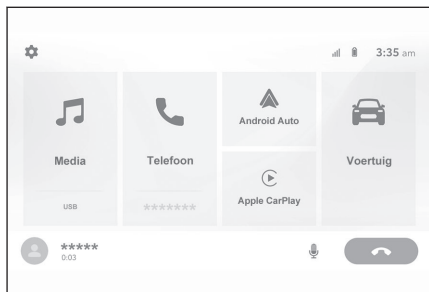 3:35 am
Media
Telefoon
Android Auto
Voertuig
Apple CarPlay
USB
*******
*****
0:03